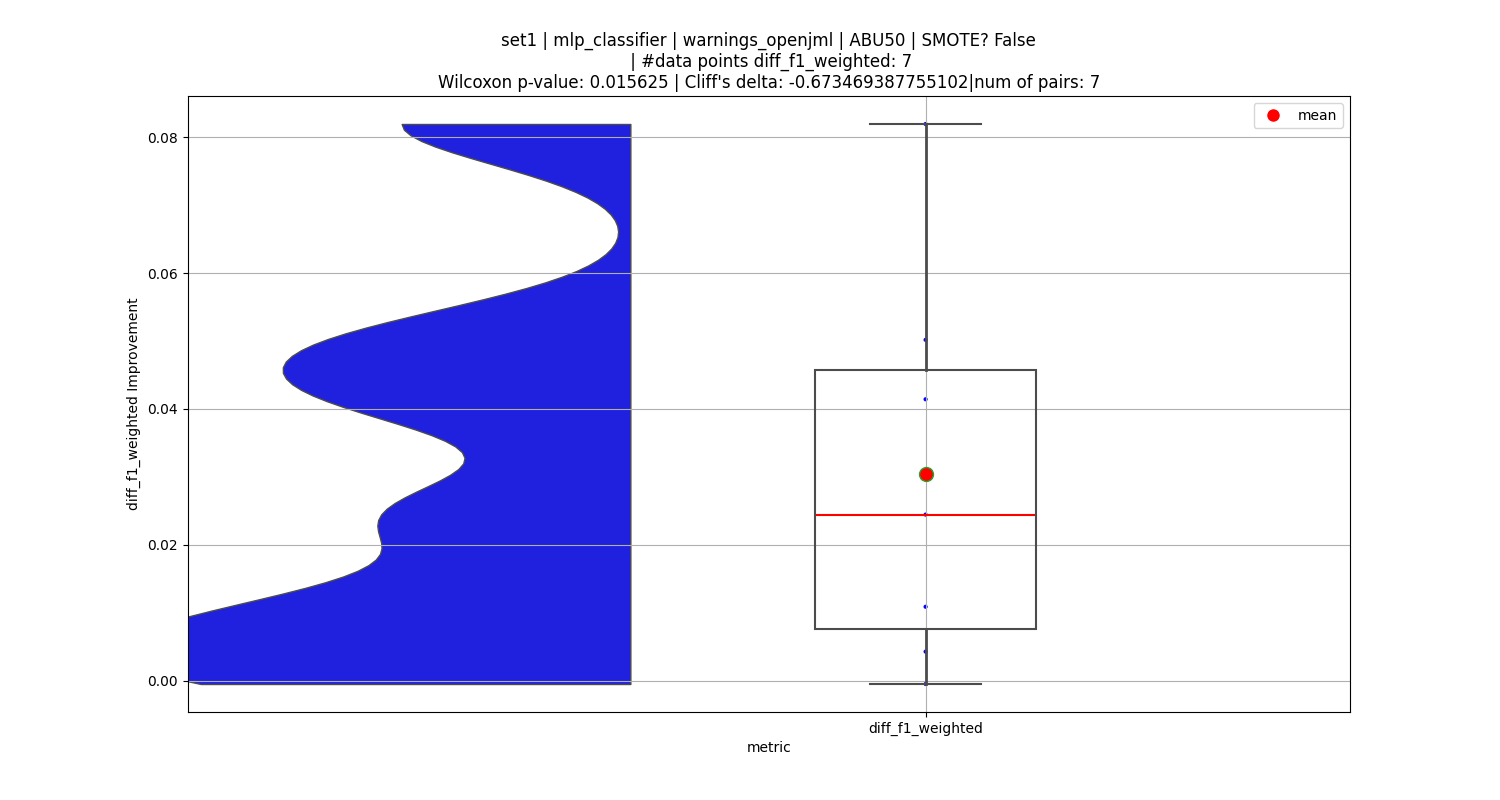 set1 | mlp_classifier | warnings_openjml | ABU50 | SMOTE? False
| #data points diff_f1_weighted: 7
Wilcoxon p-value: 0.015625 | Cliff's delta: -0.673469387755102|num of pairs: 7
mean
0.08
0.06
0.04
0.02
0.00
diff_f1_weighted Improvement
diff_f1_weighted
metric